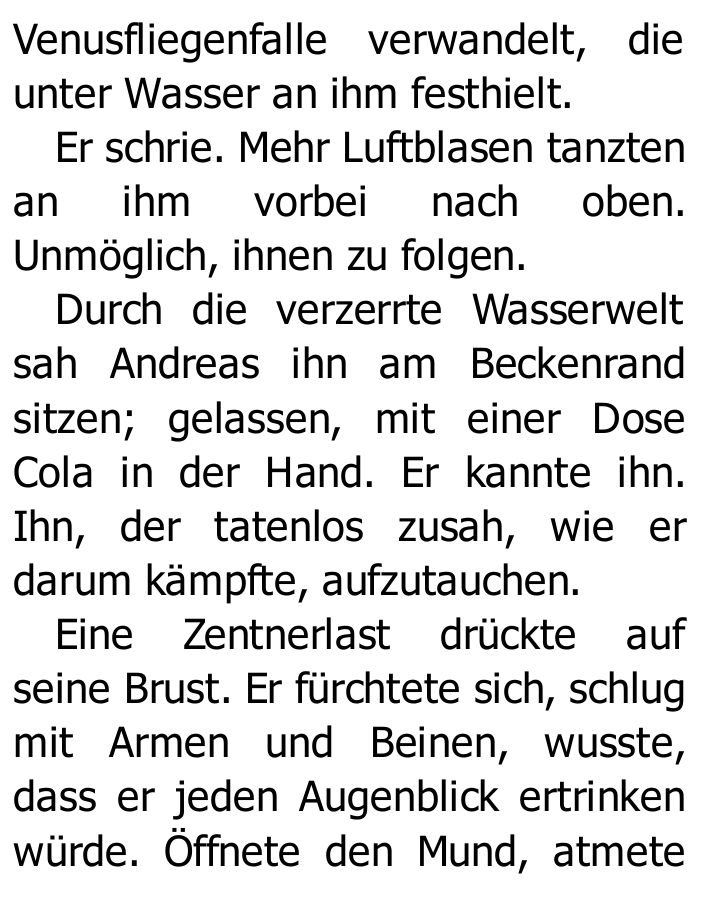 Venusfliegenfalle verwandelt, die
unter Wasser an ihm festhielt.
Er schrie. Mehr Luftblasen tanzten
an ihm vorbei nach oben.
Unmöglich, ihnen zu folgen.
Durch die verzerrte Wasserwelt
sah Andreas ihn am Beckenrand
sitzen; gelassen, mit einer Dose
Cola in der Hand. Er kannte ihn.
Ihn, der tatenlos zusah, wie er
darum kämpfte, aufzutauchen.
Eine Zentnerlast drückte auf
seine Brust. Er fürchtete sich, schlug
mit Armen und Beinen, wusste,
dass er jeden Augenblick ertrinken
würde. Öffnete den Mund, atmete